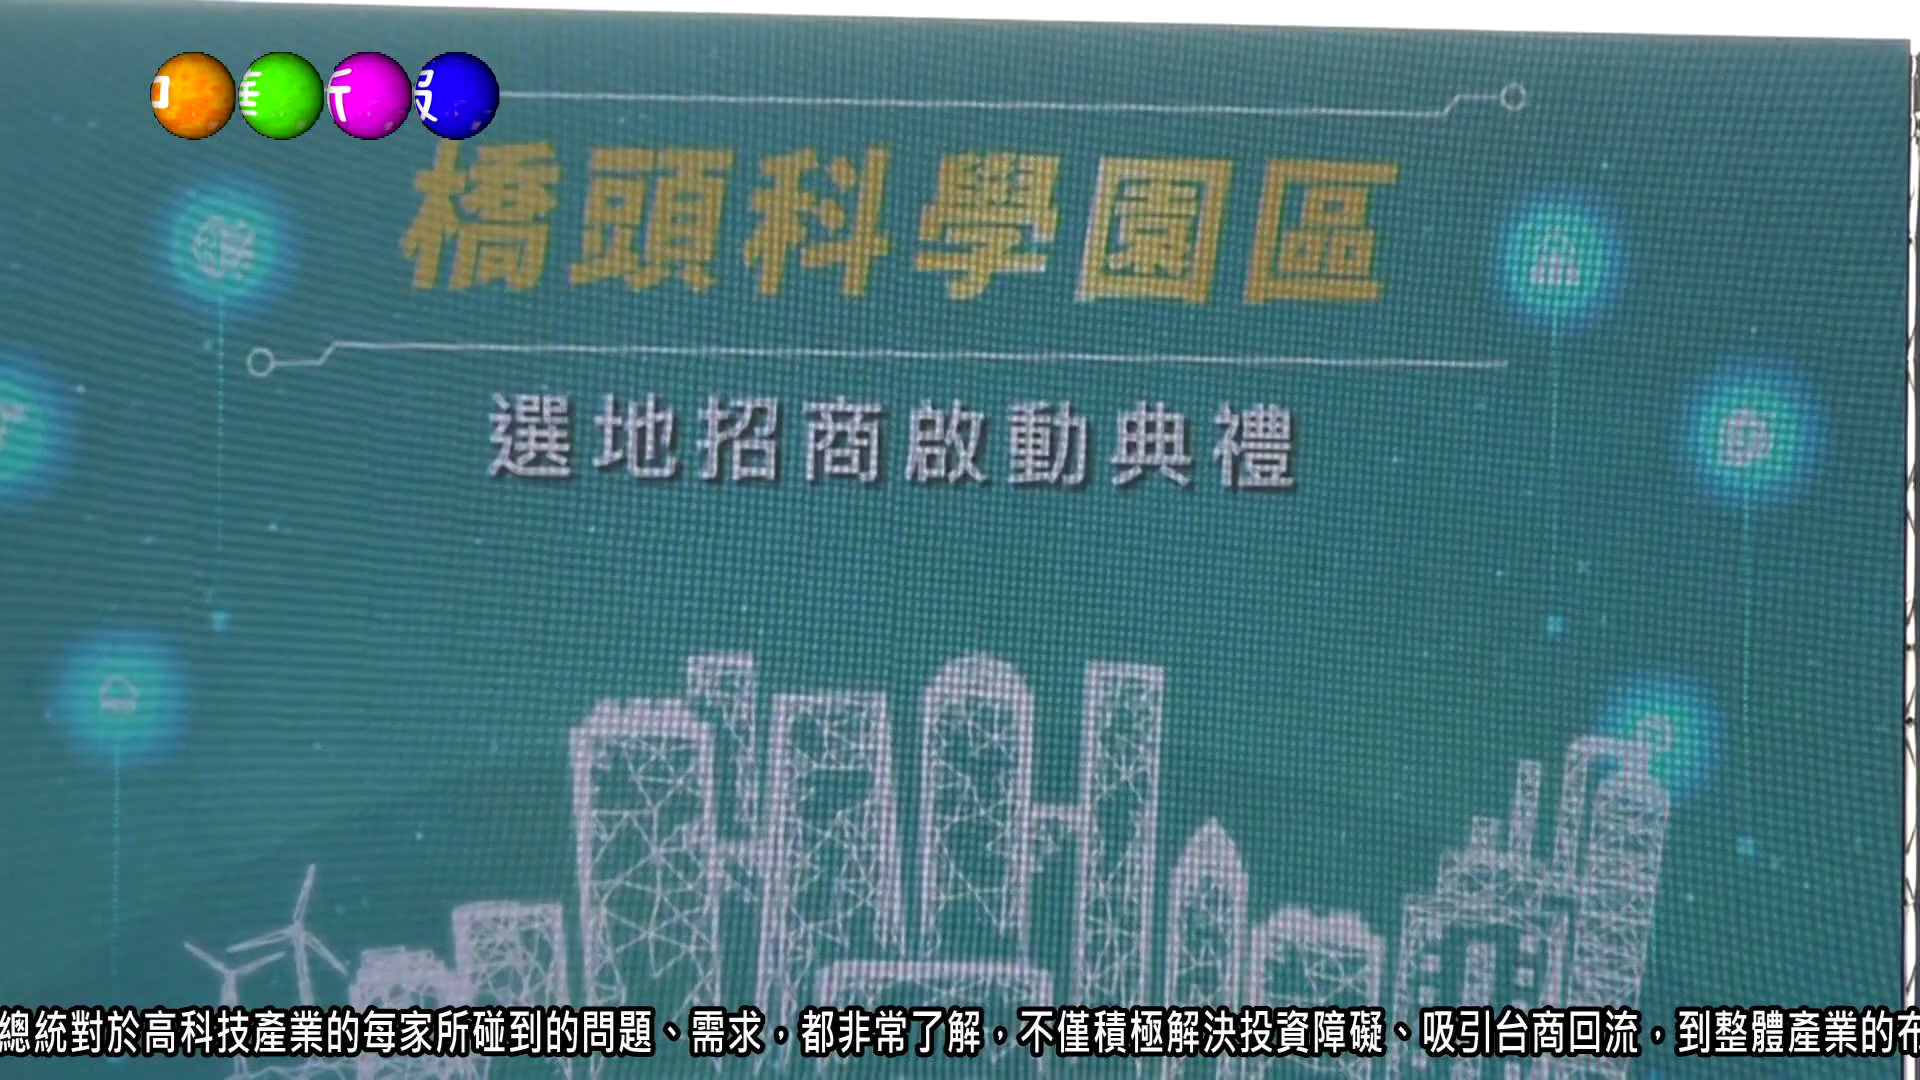 橋頭科學園區
選地招商啟動典禮
總統對於高科技產業的每家所碰到的問題、需求，都非常了解，不僅積極解決投資障礙、吸引台商回流，到整體產業的布